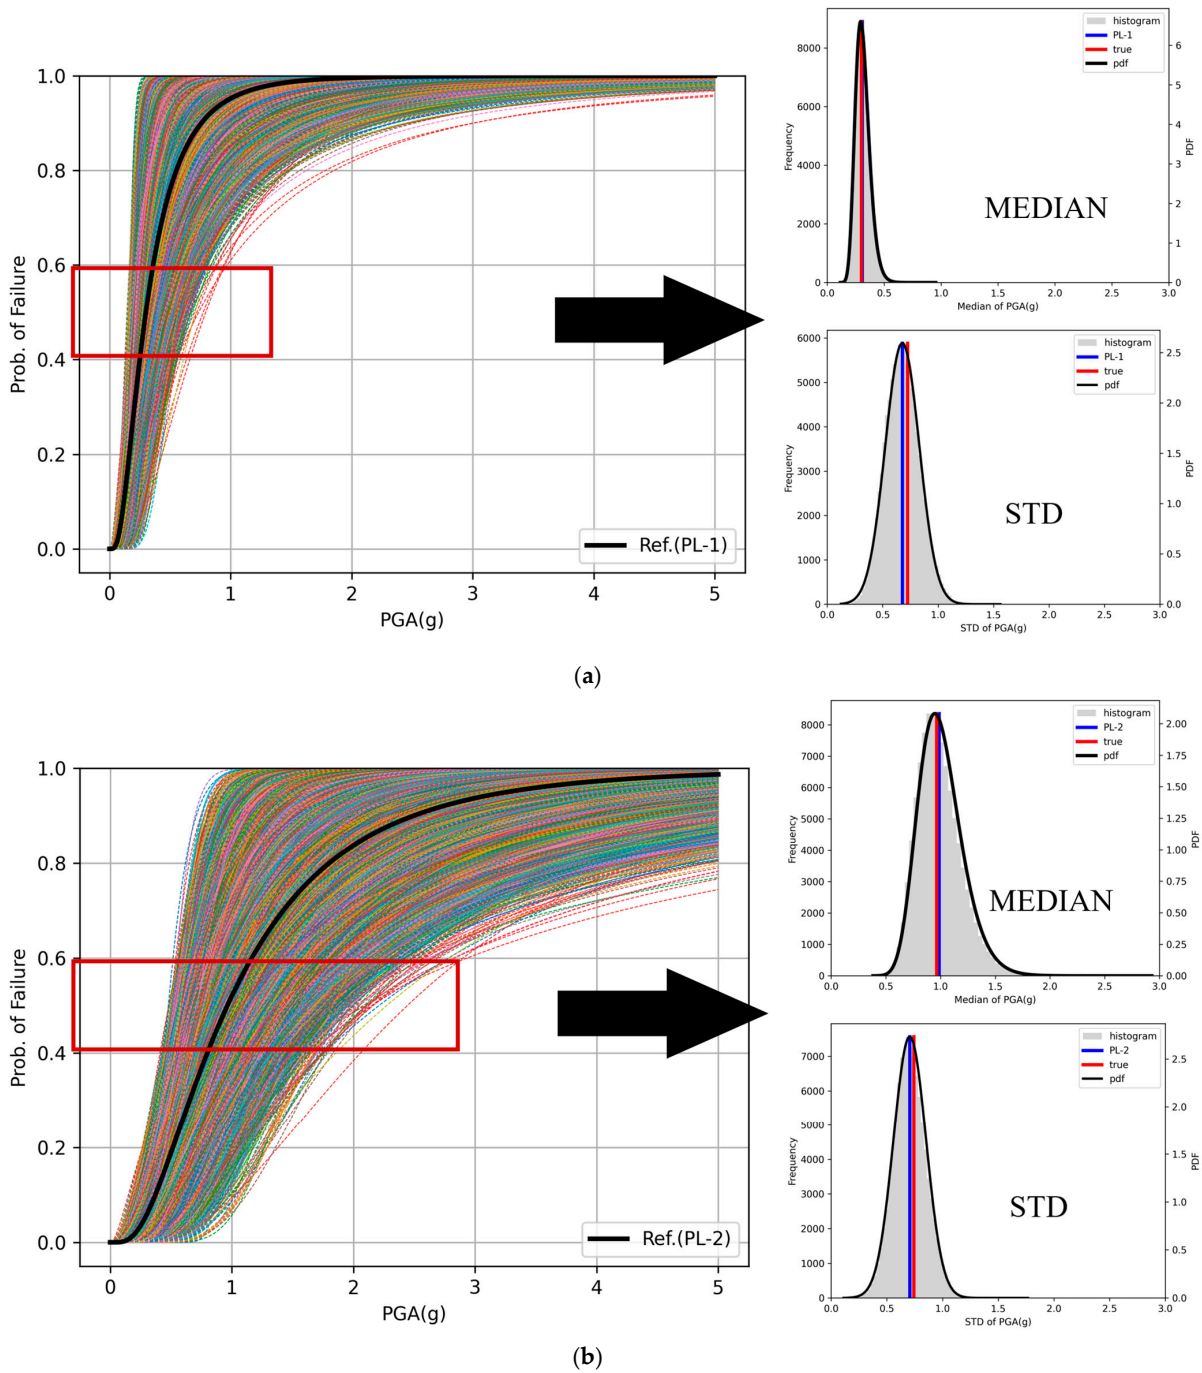 (a)
1.0
0.8
0.6
0.4
0.2
0.0
Prob. of Failure
0 1 2 3 4 5
PGA(g)
Ref.(PL-1)
8000
6000
4000
2000
0
Frequency
histogram
PL-1
true
pdf
MEDIAN
6
5
4
3
2
1
0
PDF
0.0 0.5 1.0 1.5 2.0 2.5 3.0
Median of PGA(g)
6000
5000
4000
3000
2000
1000
0
Frequency
histogram
PL-1
true
pdf
STD
2.5
2.0
1.5
1.0
0.5
0.0
PDF
0.0 0.5 1.0 1.5 2.0 2.5 3.0
STD of PGA(g)
(a)
1.0
0.8
0.6
0.4
0.2
0.0
Prob. of Failure
0 1 2 3 4 5
PGA(g)
Ref.(PL-2)
8000
7000
6000
5000
4000
3000
2000
1000
0
Frequency
histogram
PL-2
true
pdf
MEDIAN
2.00
1.75
1.50
1.25
1.00
0.75
0.50
0.25
0.00
PDF
0.0 0.5 1.0 1.5 2.0 2.5 3.0
Median of PGA(g)
7000
6000
5000
4000
3000
2000
1000
0
Frequency
histogram
PL-2
true
pdf
STD
2.5
2.0
1.5
1.0
0.5
0.0
PDF
0.0 0.5 1.0 1.5 2.0 2.5 3.0
STD of PGA(g)
(b)